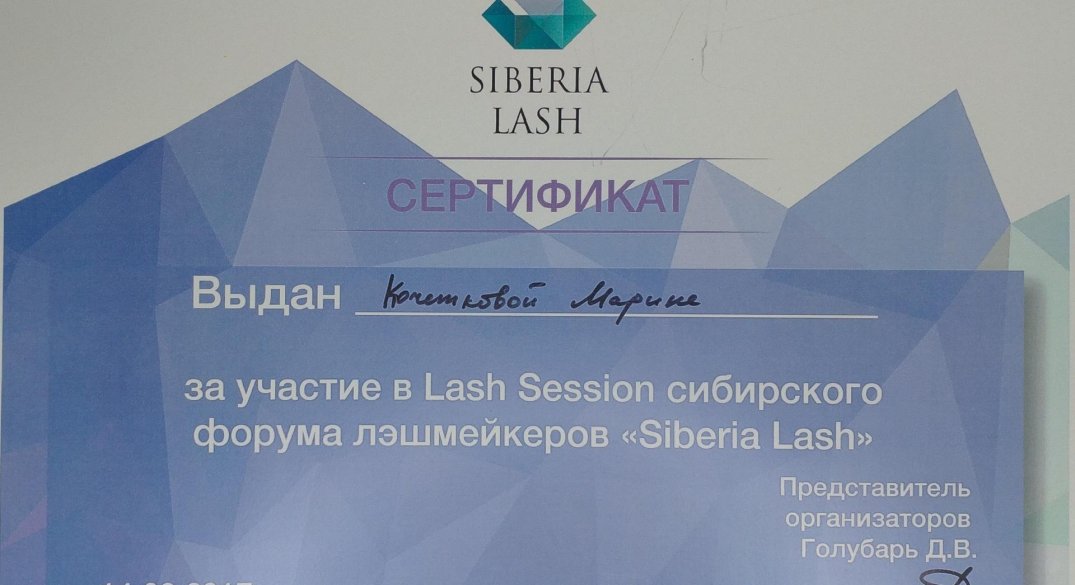 SIBERIA
LASH
СЕРТИФИКАТ
Выдан Кочетковой Марине
за участие в Lash Session сибирского
форума лэшмейкеров «Siberia Lash»
Представитель
организаторов
Голубарь Д.В.